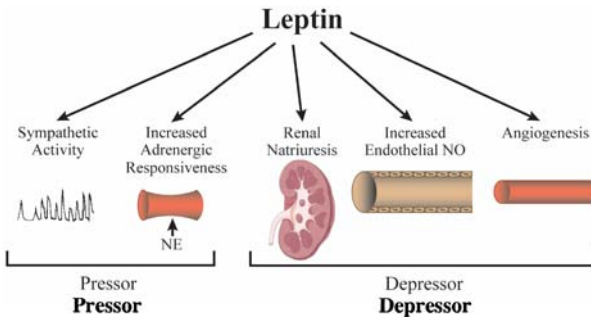 Leptin
Sympathetic
Activity
Increased
Adrenergic
Responsiveness
NE
Renal
Natriuresis
Increased
Endothelial NO
Angiogenesis
Pressor
Pressor
Depressor
Depressor